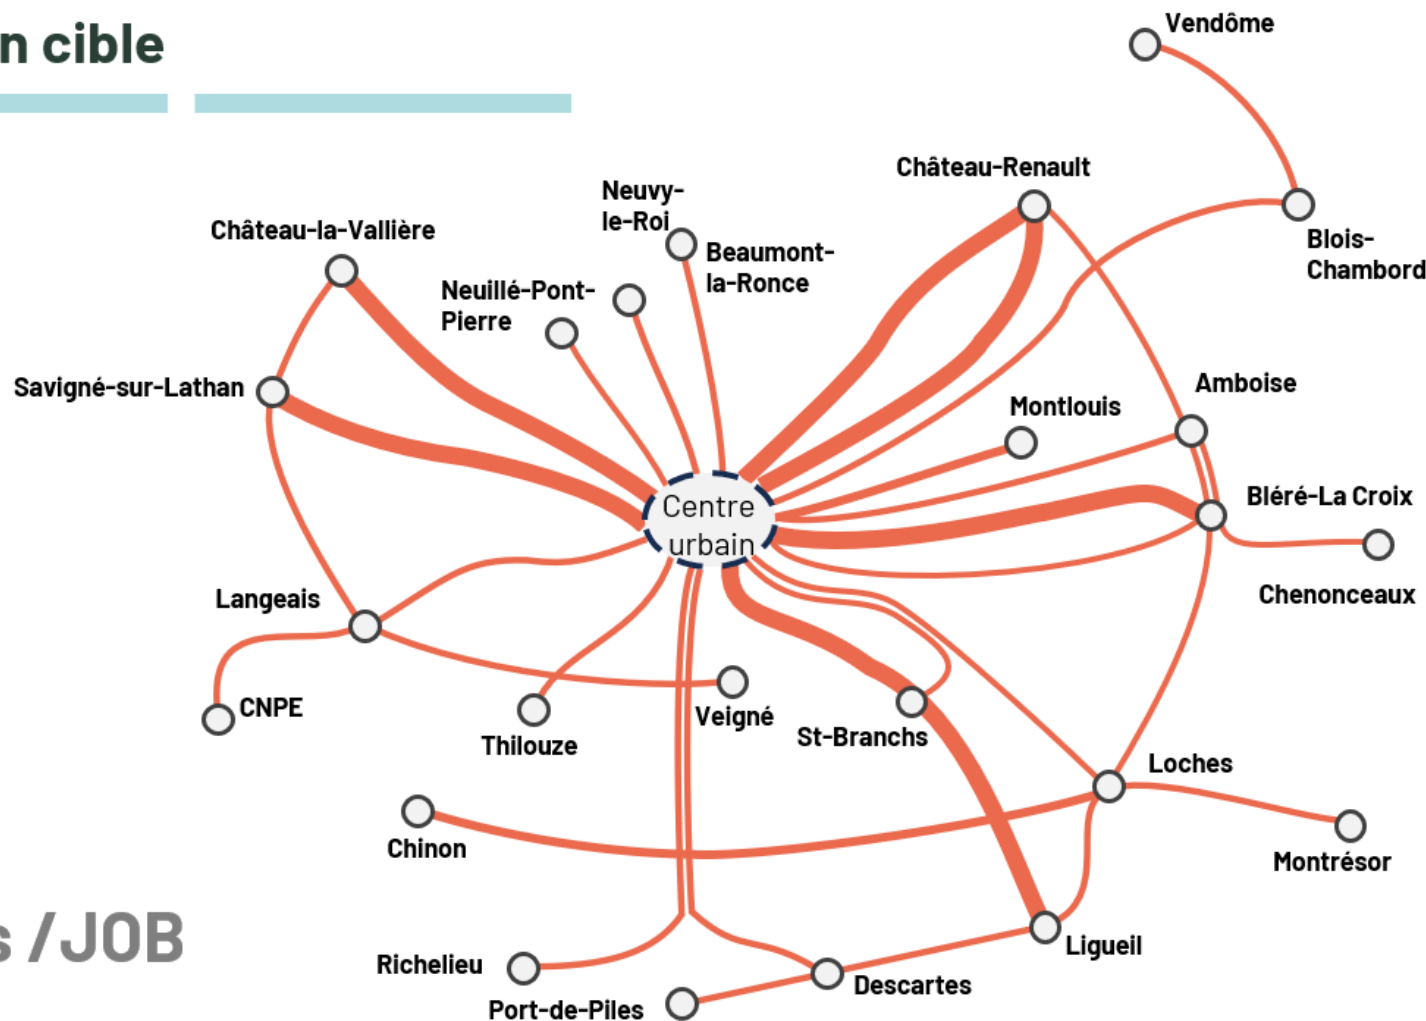 n cible
Vendôme
Château-Renault
Neuvy-
le-Roi
Château-la-Vallière
Beaumont-
la-Ronce
Blois-
Chambord
Neuillé-Pont-
Pierre
Savigné-sur-Lathan
Amboise
Montlouis
Centre
urbain
Bléré-La Croix
Chenonceaux
Langeais
CNPE
Veigné
Thilouze
St-Branchs
Loches
Chinon
Montrésor
s /JOB
Richelieu
Ligueil
Descartes
Port-de-Piles